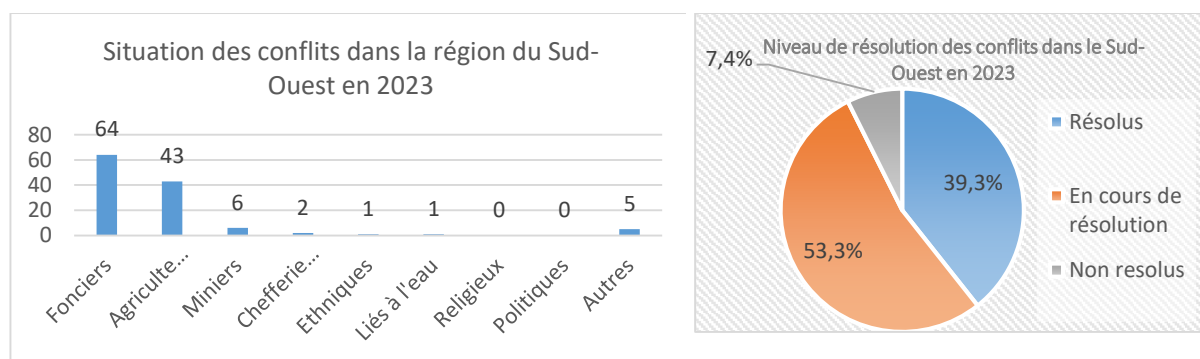 Situation des conflits dans la région du Sud-
Ouest en 2023
80
60
40
20
0
64
43
6
2
1
1
0
0
5
Fonciers
Agriculte...
Miniers
Chefferie...
Ethniques
Liés à l'eau
Religieux
Politiques
Autres
Niveau de résolution des conflits dans le Sud-
Ouest en 2023
7,4%
39,3%
53,3%
Résolus
En cours de
résolution
Non resolus